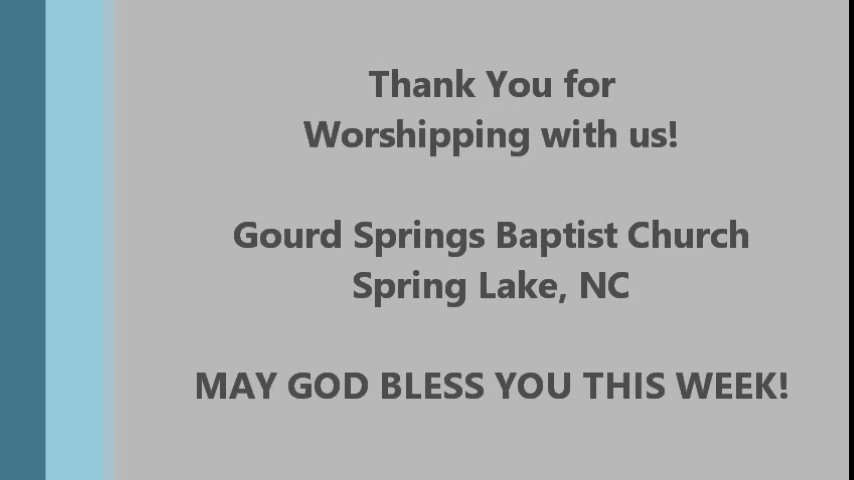 Thank You for
Worshipping with us!
Gourd Springs Baptist Church
Spring Lake, NC
MAY GOD BLESS YOU THIS WEEK!